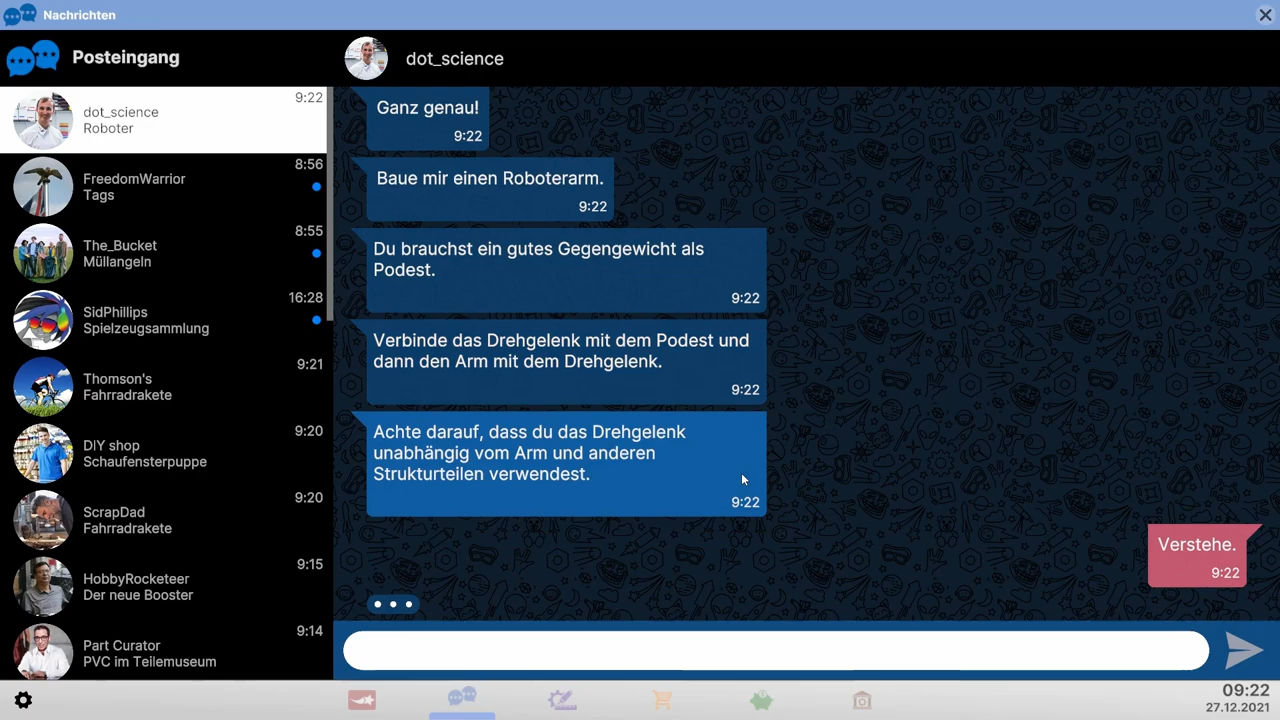 Nachrichten
Posteingang
dot_science
9:22
dot_science
Roboter
8:56
FreedomWarrior
Tags
8:55
The_Bucket
Müllangeln
16:28
SidPhillips
Spielzeugsammlung
9:21
Thomson's
Fahrradrakete
9:20
DIY shop
Schaufensterpuppe
9:20
ScrapDad
Fahrradrakete
9:15
HobbyRocketeer
Der neue Booster
9:14
Part Curator
PVC im Teilemuseum
Ganz genau!
9:22
Baue mir einen Roboterarm.
9:22
Du brauchst ein gutes Gegengewicht als
Podest.
9:22
Verbinde das Drehgelenk mit dem Podest und
dann den Arm mit dem Drehgelenk.
9:22
Achte darauf, dass du das Drehgelenk
unabhängig vom Arm und anderen
Strukturteilen verwendest.
9:22
Verstehe.
9:22
09:22
27.12.2021